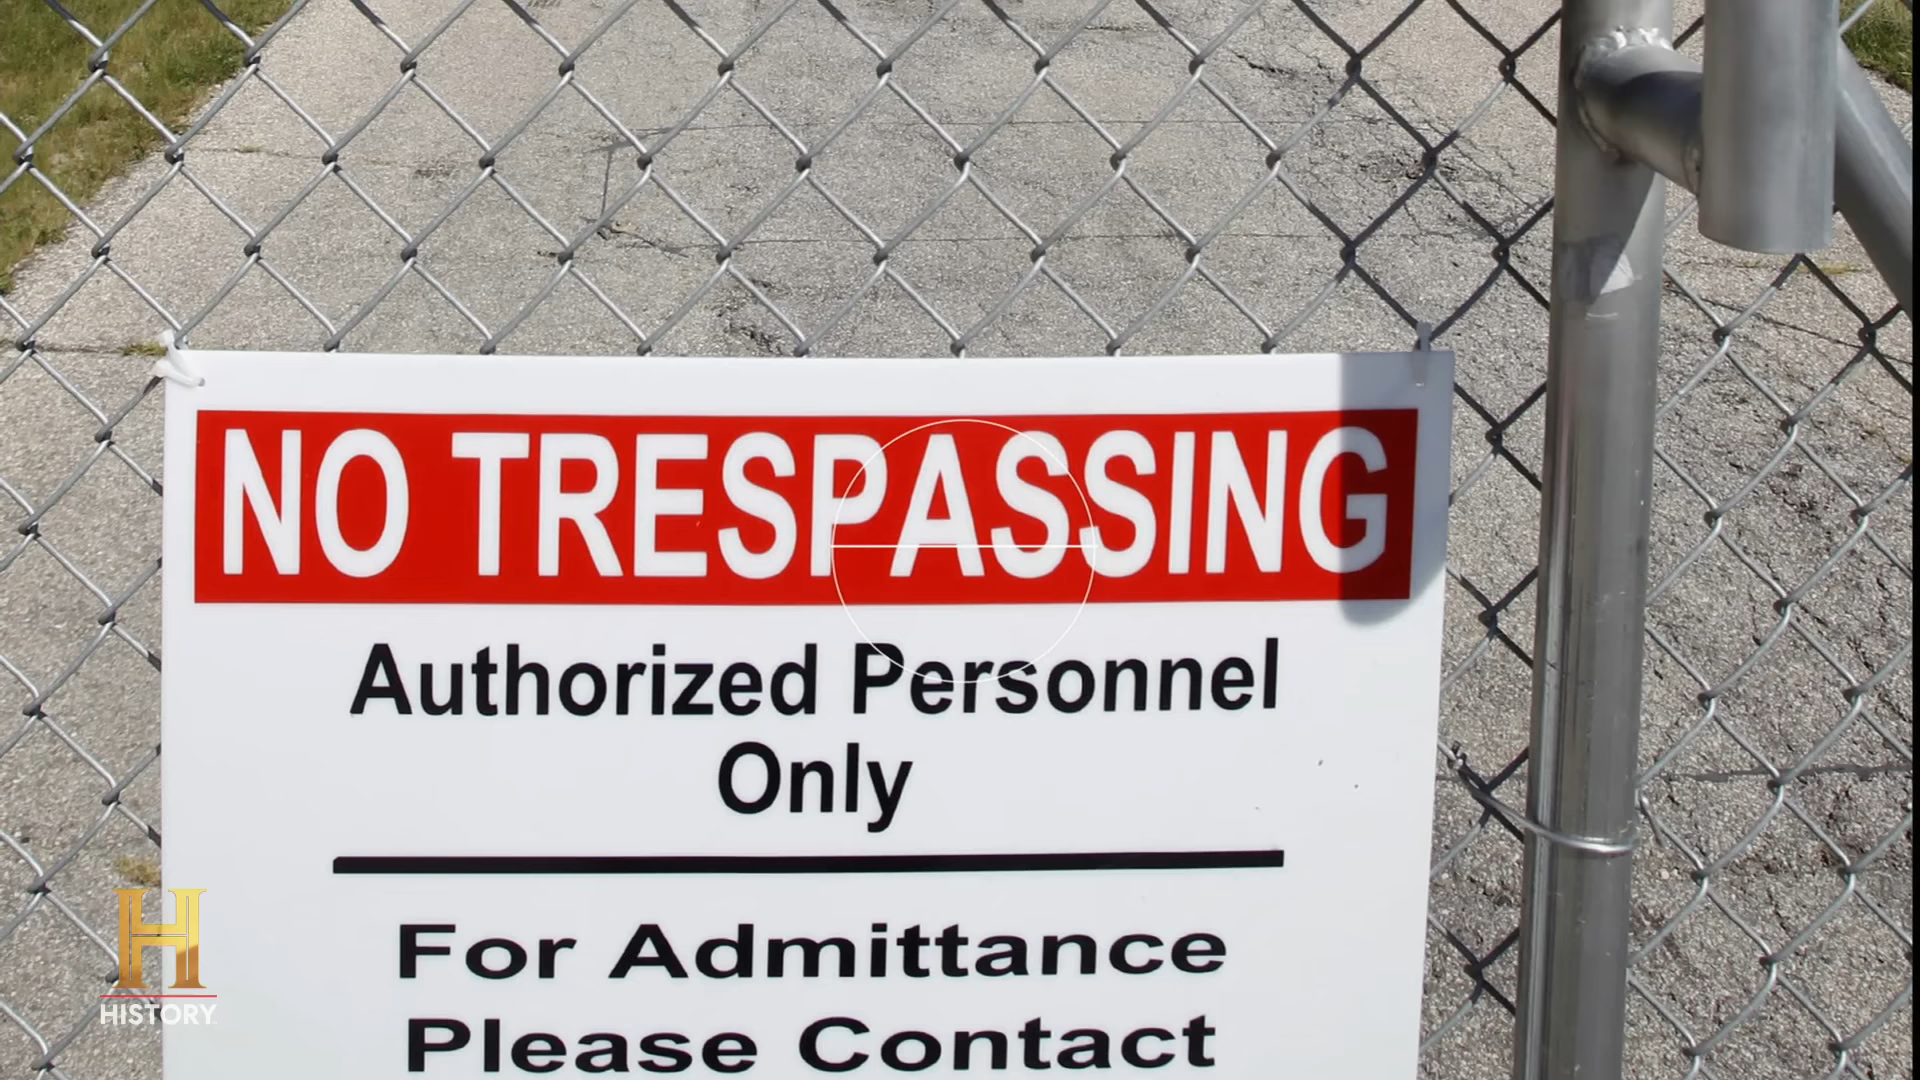 NO TRESPASSING
Authorized Personnel
Only
For Admittance
Please Contact
H
HISTORY